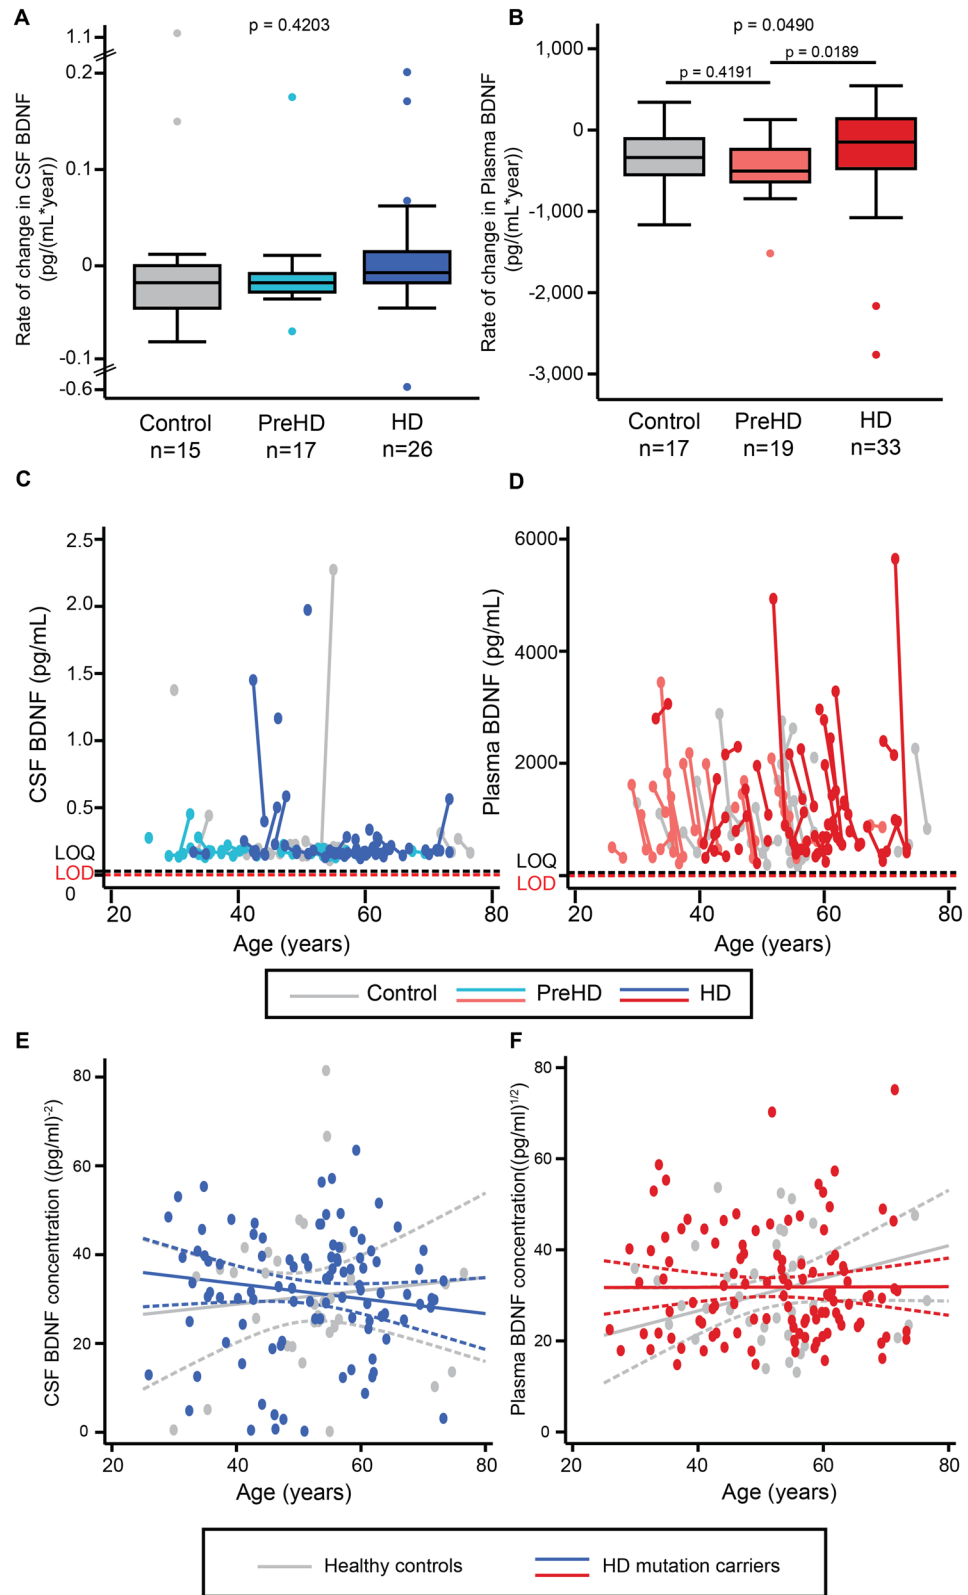 A
p = 0.4203
1.1
0.2
0.1
0
-0.1
-0.6
Rate of change in CSF BDNF
(pg/(mL*year))
Control
n=15
PreHD
n=17
HD
n=26
B
p = 0.0490
p = 0.4191
p = 0.0189
1,000
0
-1,000
-2,000
-3,000
Rate of change in Plasma BDNF
(pg/(mL*year))
Control
n=17
PreHD
n=19
HD
n=33
C
2.5
2.0
1.5
1.0
0.5
LOQ
LOD
0
CSF BDNF (pg/mL)
20 40 60 80
Age (years)
D
6000
4000
2000
LOQ
LOD
Plasma BDNF (pg/mL)
20 40 60 80
Age (years)
Control PreHD HD
E
80
60
40
20
0
CSF BDNF concentration ((pg/ml)⁻²)
20 40 60 80
Age (years)
F
80
60
40
20
0
Plasma BDNF concentration((pg/ml)¹/²)
20 40 60 80
Age (years)
Healthy controls HD mutation carriers